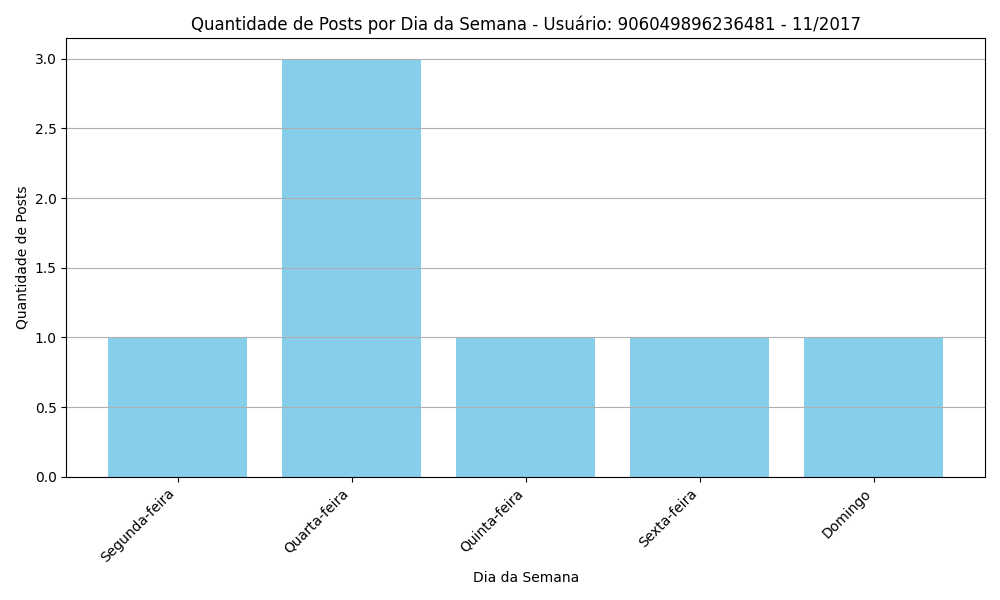 Quantidade de Posts por Dia da Semana - Usuário: 906049896236481 - 11/2017
Quantidade de Posts
3.0
2.5
2.0
1.5
1.0
0.5
0.0
Segunda-feira
Quarta-feira
Quinta-feira
Sexta-feira
Domingo
Dia da Semana